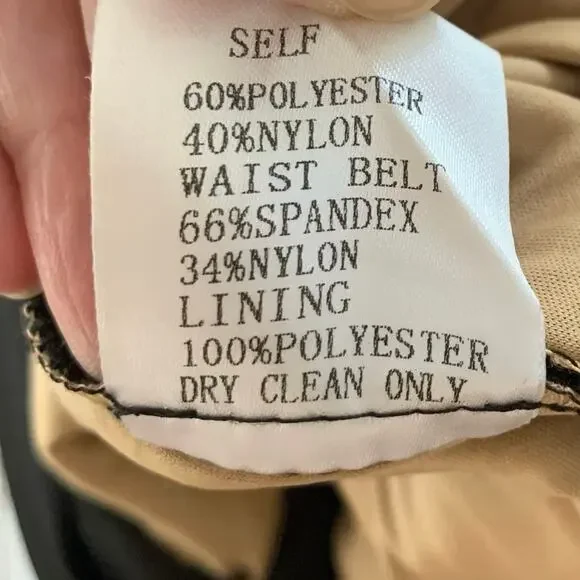 SELF
60%POLYESTER
40%NYLON
WAIST BELT
66%SPANDEX
34%NYLON
LINING
100%POLYESTER
DRY CLEAN ONLY